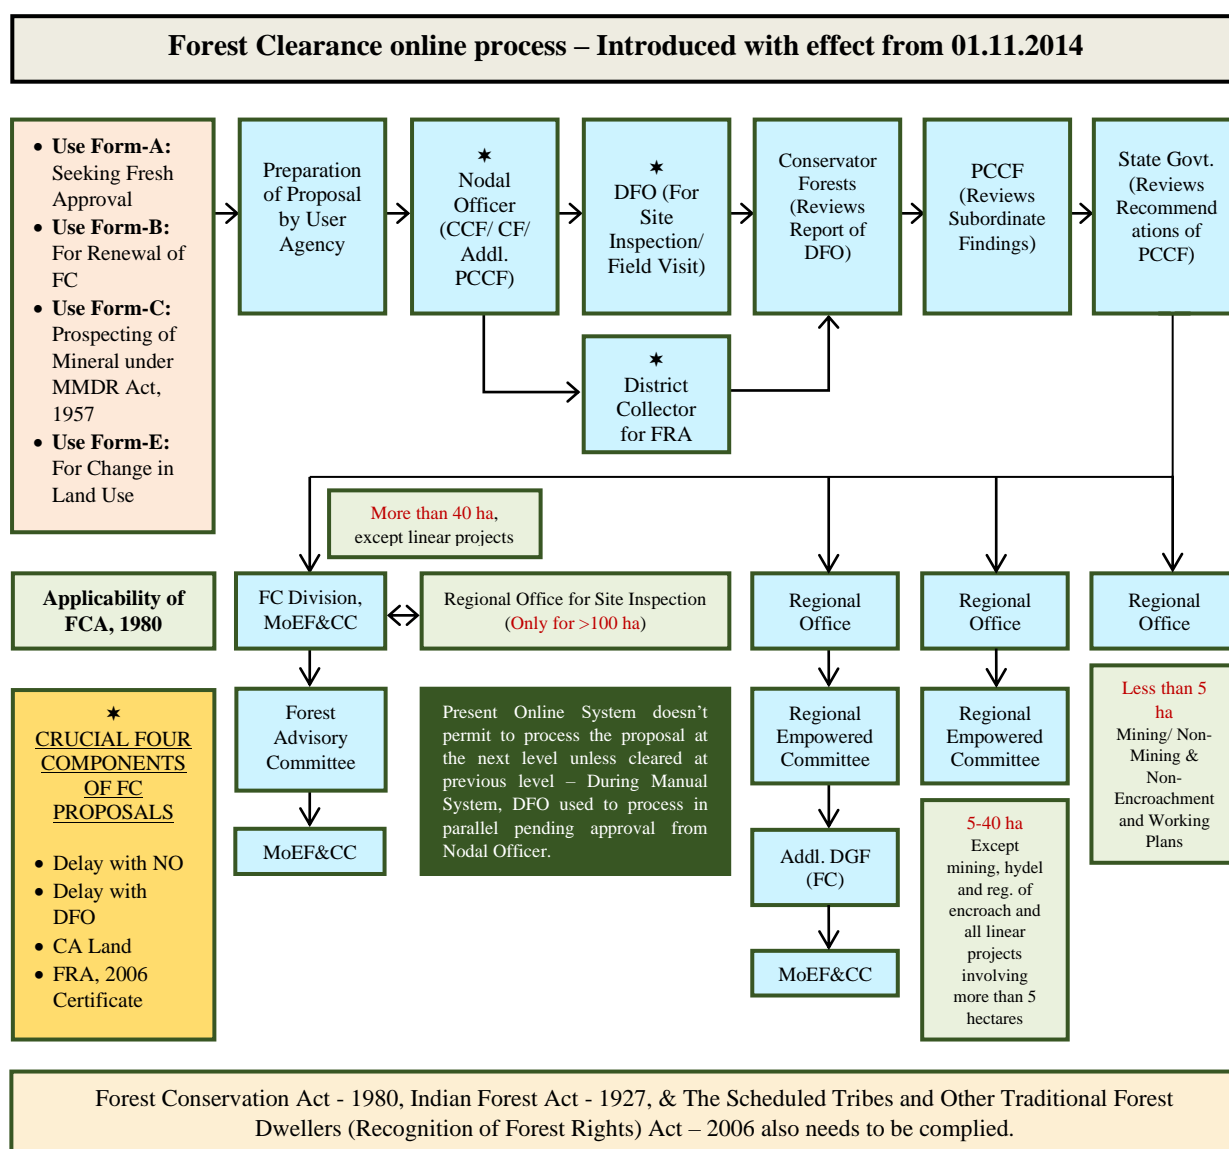 Forest Clearance online process – Introduced with effect from 01.11.2014
• Use Form-A:
Seeking Fresh
Approval
• Use Form-B:
For Renewal of
FC
• Use Form-C:
Prospecting of
Mineral under
MMDR Act,
1957
• Use Form-E:
For Change in
Land Use
Preparation
of Proposal
by User
Agency
✶
Nodal
Officer
(CCF/ CF/
Addl.
PCCF)
✶
DFO (For
Site
Inspection/
Field Visit)
Conservator
Forests
(Reviews
Report of
DFO)
PCCF
(Reviews
Subordinate
Findings)
State Govt.
(Reviews
Recommend
ations of
PCCF)
✶
District
Collector
for FRA
More than 40 ha,
except linear projects
Applicability of
FCA, 1980
FC Division,
MoEF&CC
Regional Office for Site Inspection
(Only for >100 ha)
Regional
Office
Regional
Office
Regional
Office
✶
CRUCIAL FOUR
COMPONENTS
OF FC
PROPOSALS
• Delay with NO
• Delay with
DFO
• CA Land
• FRA, 2006
Certificate
Forest
Advisory
Committee
MoEF&CC
Present Online System doesn't
permit to process the proposal at
the next level unless cleared at
previous level – During Manual
System, DFO used to process in
parallel pending approval from
Nodal Officer.
Regional
Empowered
Committee
Addl. DGF
(FC)
MoEF&CC
Regional
Empowered
Committee
5-40 ha
Except
mining, hydel
and reg. of
encroach and
all linear
projects
involving
more than 5
hectares
Less than 5
ha
Mining/ Non-
Mining &
Non-
Encroachment
and Working
Plans
Forest Conservation Act - 1980, Indian Forest Act - 1927, & The Scheduled Tribes and Other Traditional Forest
Dwellers (Recognition of Forest Rights) Act – 2006 also needs to be complied.